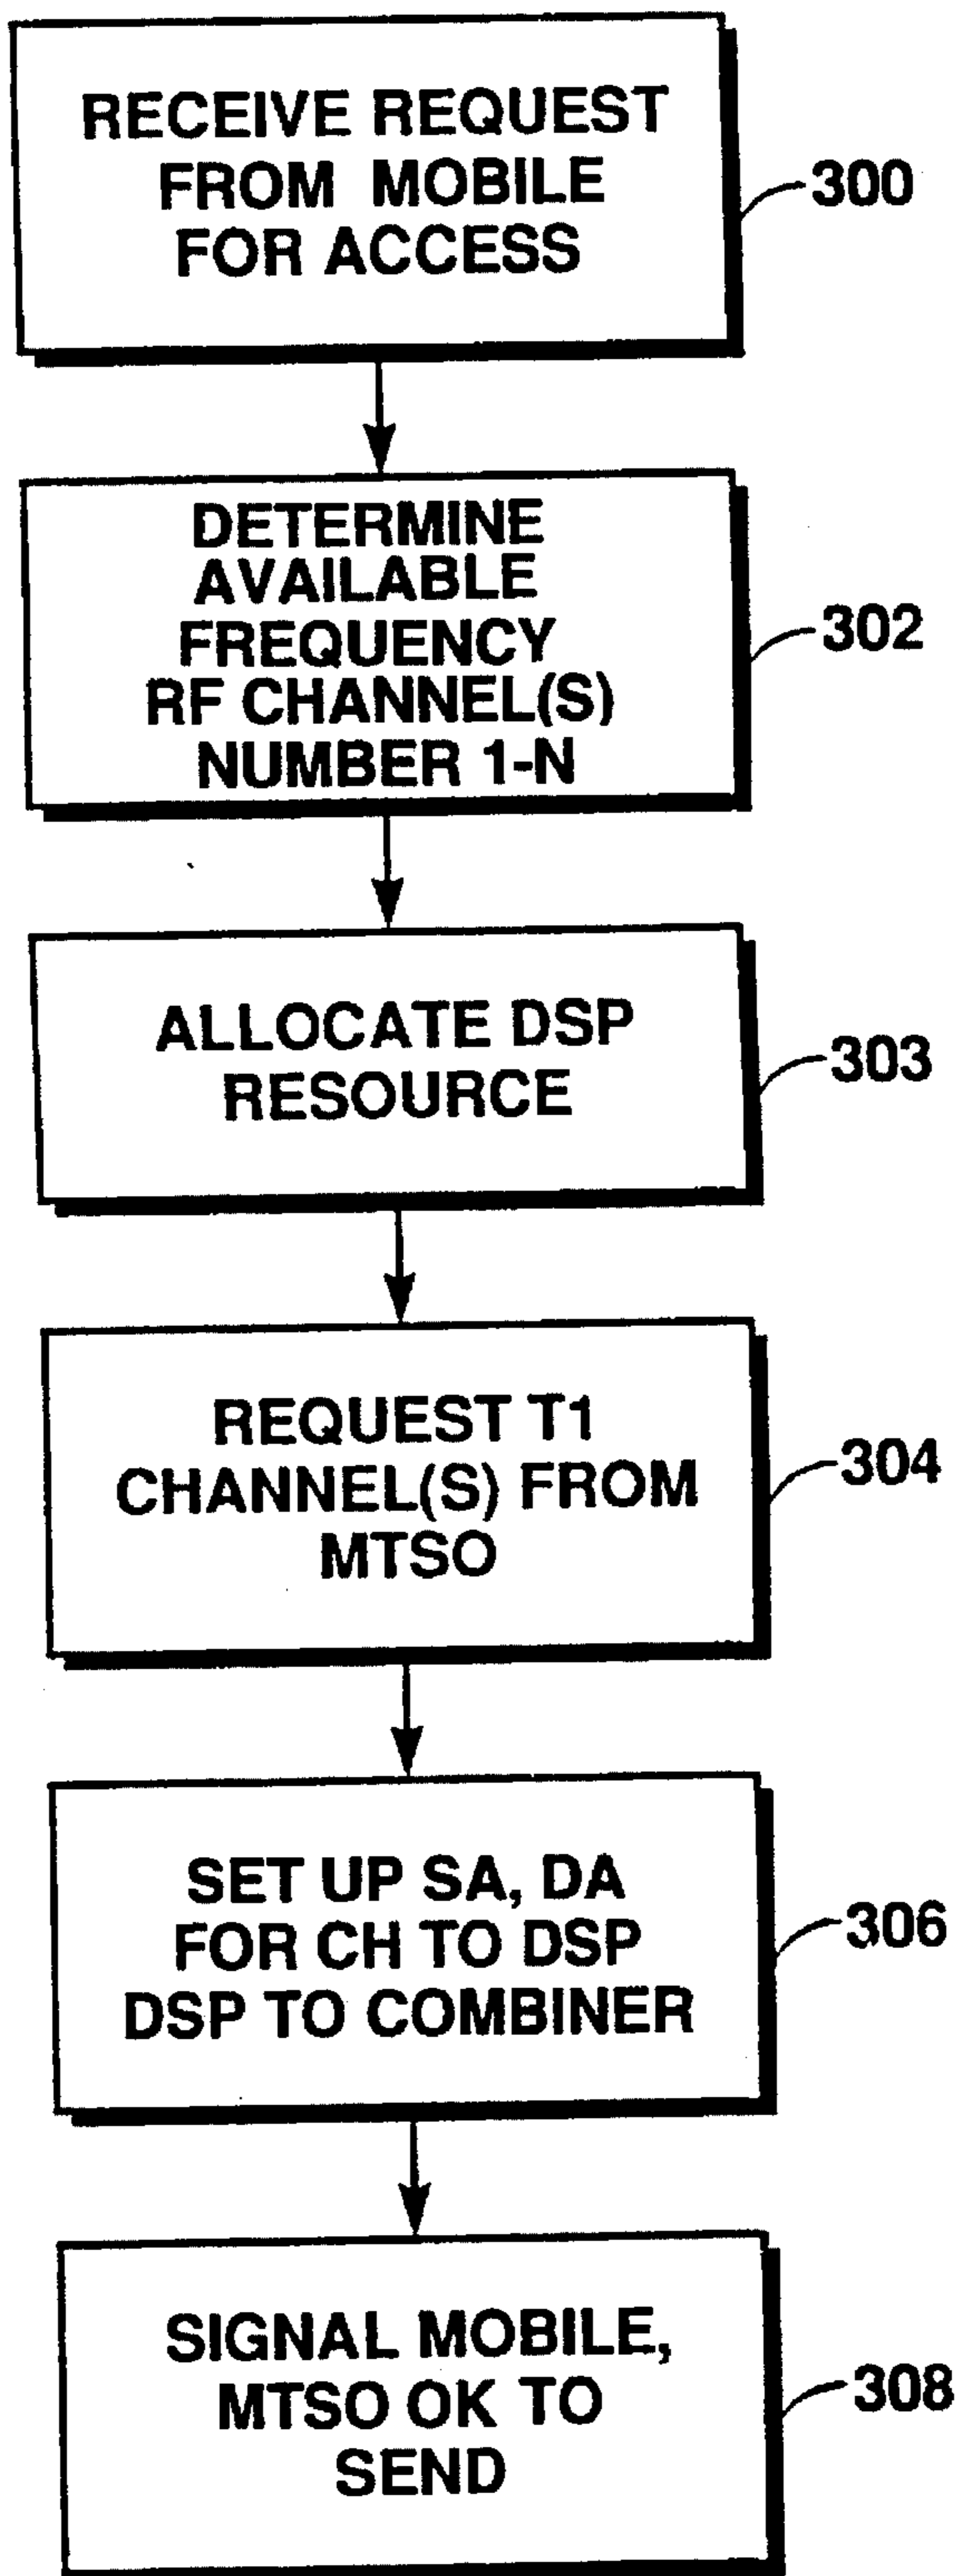 RECEIVE REQUEST
FROM MOBILE
FOR ACCESS
300
DETERMINE
AVAILABLE
FREQUENCY
RF CHANNEL(S)
NUMBER 1-N
302
ALLOCATE DSP
RESOURCE
303
REQUEST T1
CHANNEL(S) FROM
MTSO
304
SET UP SA, DA
FOR CH TO DSP
DSP TO COMBINER
306
SIGNAL MOBILE,
MTSO OK TO
SEND
308